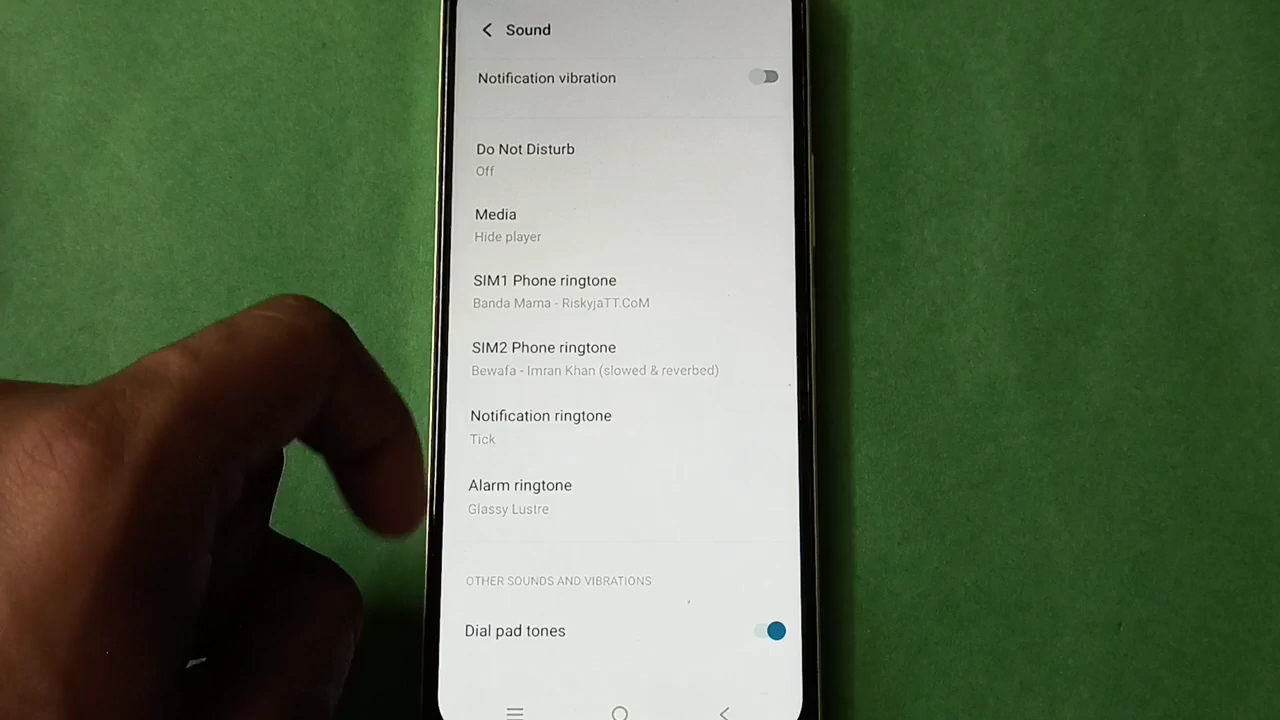 Sound
Notification vibration
Do Not Disturb
Off
Media
Hide player
SIM1 Phone ringtone
Banda Mama - RiskyjaTT.CoM
SIM2 Phone ringtone
Bewafa - Imran Khan (slowed & reverbed)
Notification ringtone
Tick
Alarm ringtone
Glassy Lustre
OTHER SOUNDS AND VIBRATIONS
Dial pad tones